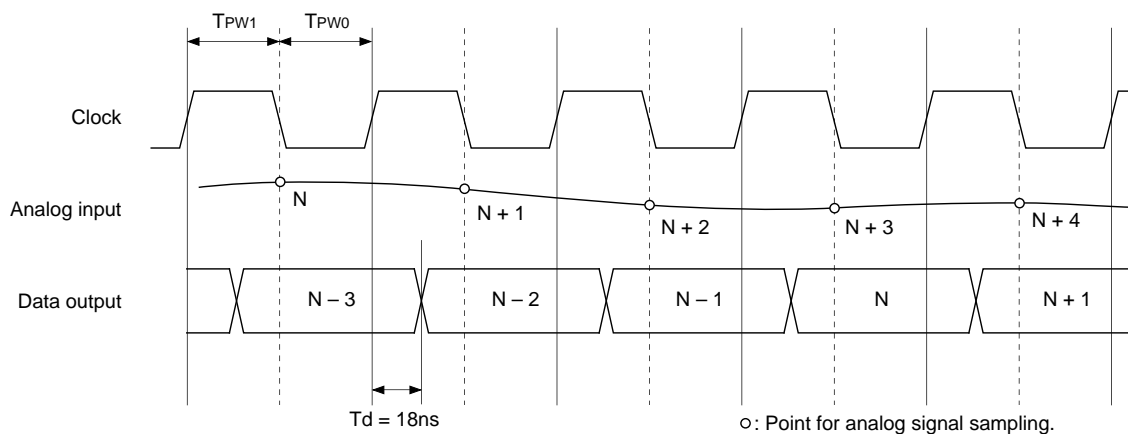 TPW1 TPW0
Clock
Analog input
N N + 1 N + 2 N + 3 N + 4
Data output
N – 3 N – 2 N – 1 N N + 1
Td = 18ns
: Point for analog signal sampling.